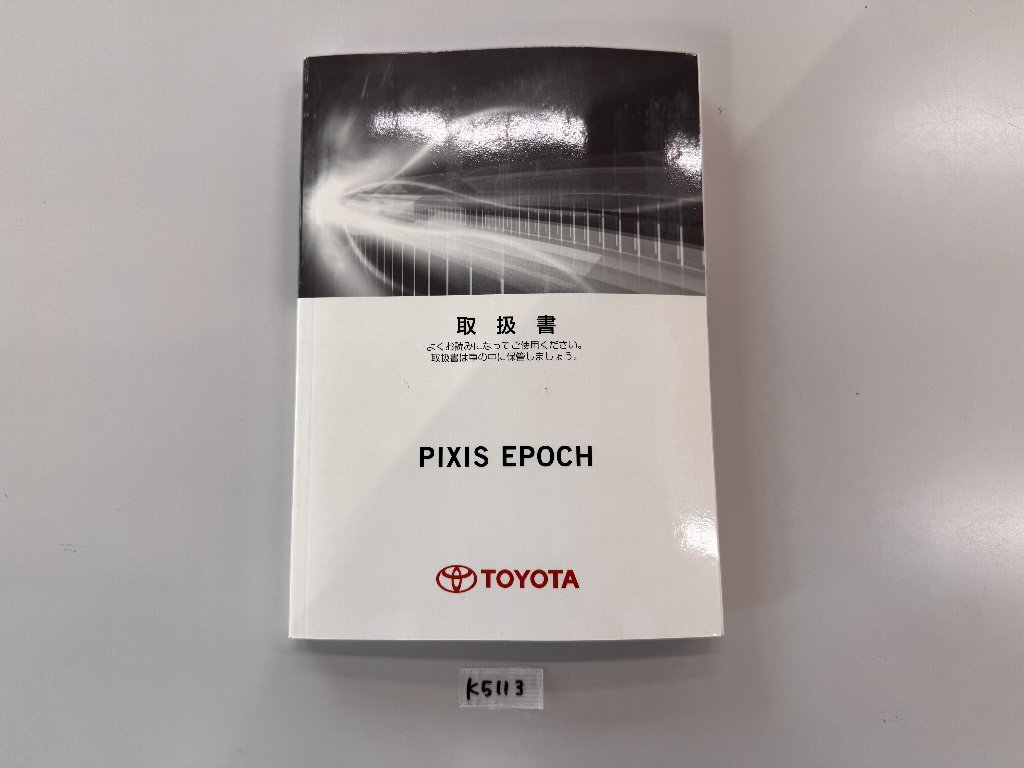 取扱書
よくお読みになってご使用ください。
取扱書は車の中に保管しましょう。
PIXIS EPOCH
TOYOTA
K5113